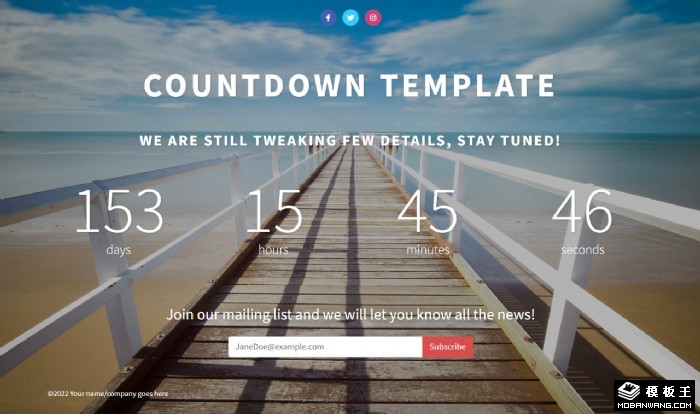 COUNTDOWN TEMPLATE
WE ARE STILL TWEAKING FEW DETAILS, STAY TUNED!
153 15 45 46
days hours minutes seconds
Join our mailing list and we will let you know all the news!
JaneDoe@example.com Subscribe
©2022 Your name/company goes here
模板王
MOBANWANG.COM